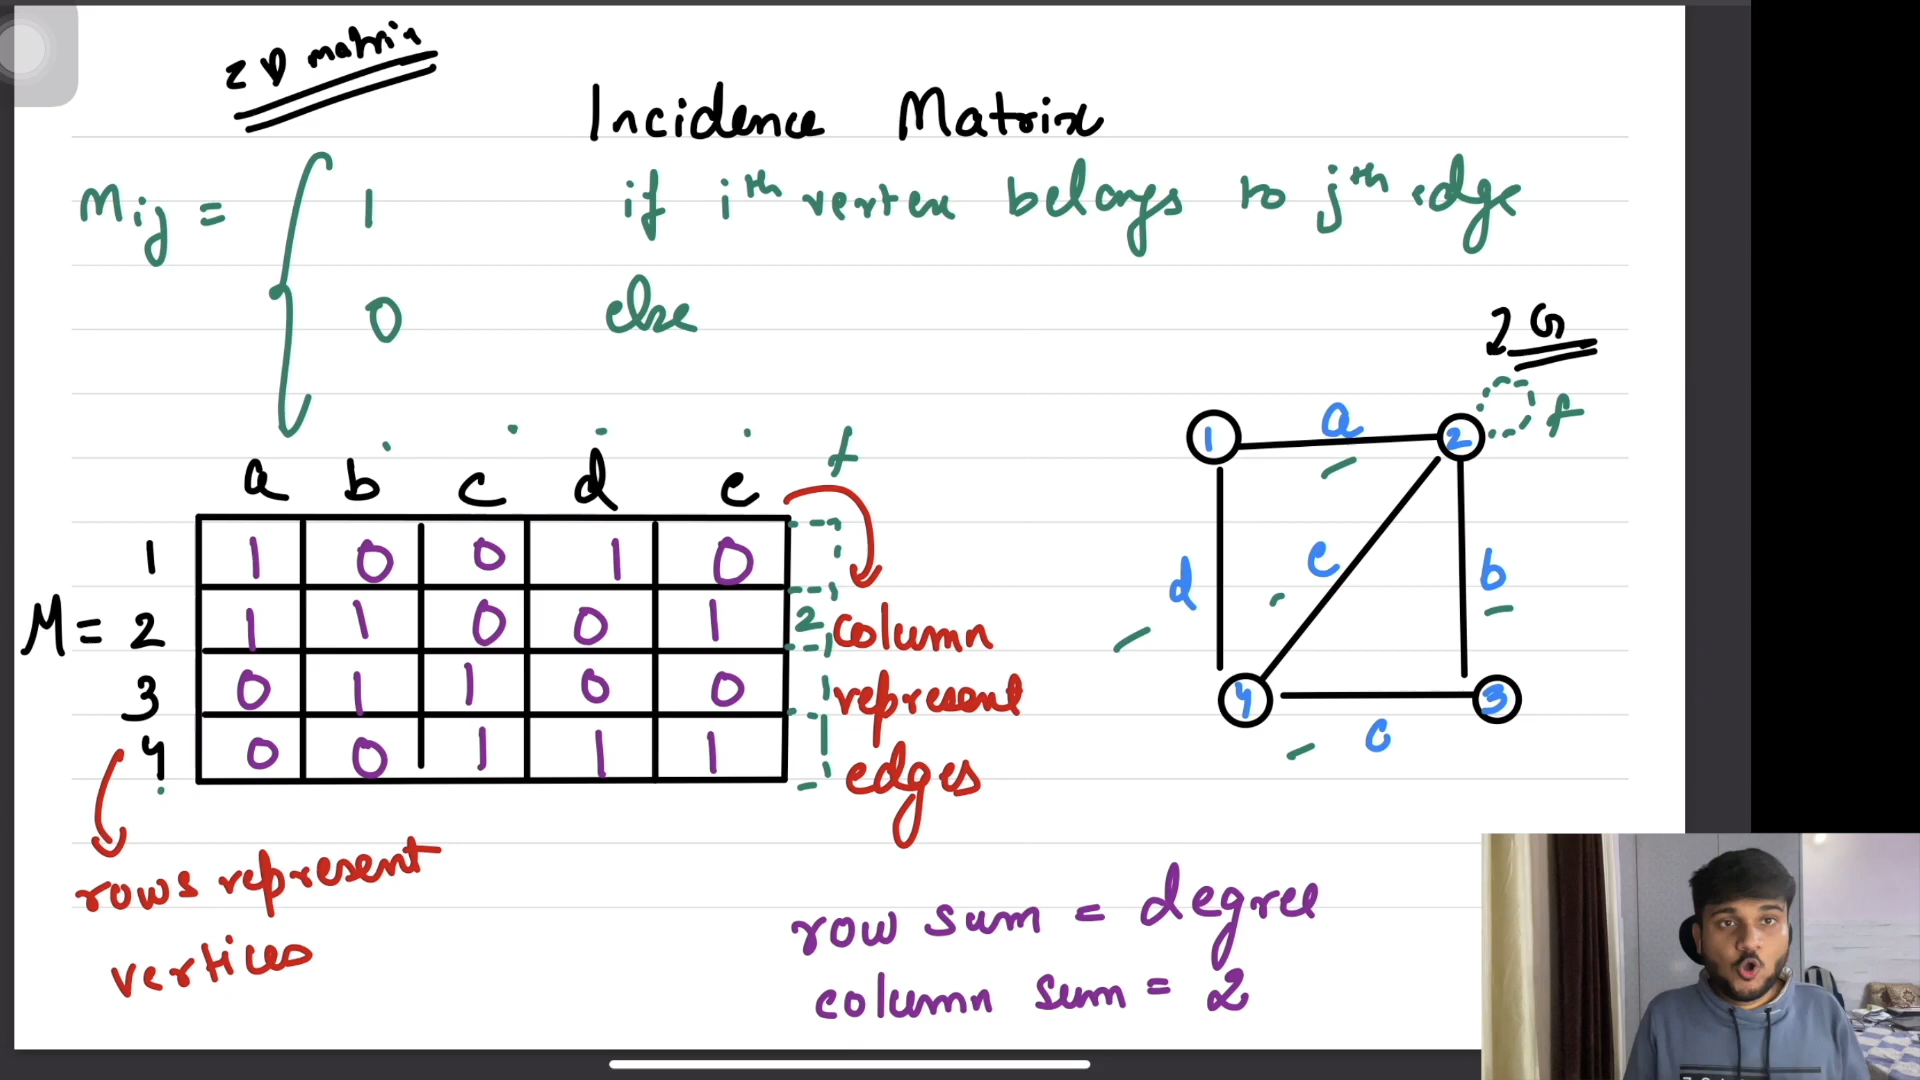 2D matrix
Incidence Matrix
Mij = { 1 if ith vertex belongs to jth edge
0 else
G
a b c d e f
1 1 0 0 1 0
M = 2 1 1 0 0 1 2
3 0 1 1 0 0
4 0 0 1 1 1
column
represent
edges
rows represent
vertices
1 a 2 f
d e b
4 c 3
row sum = degree
column sum = 2